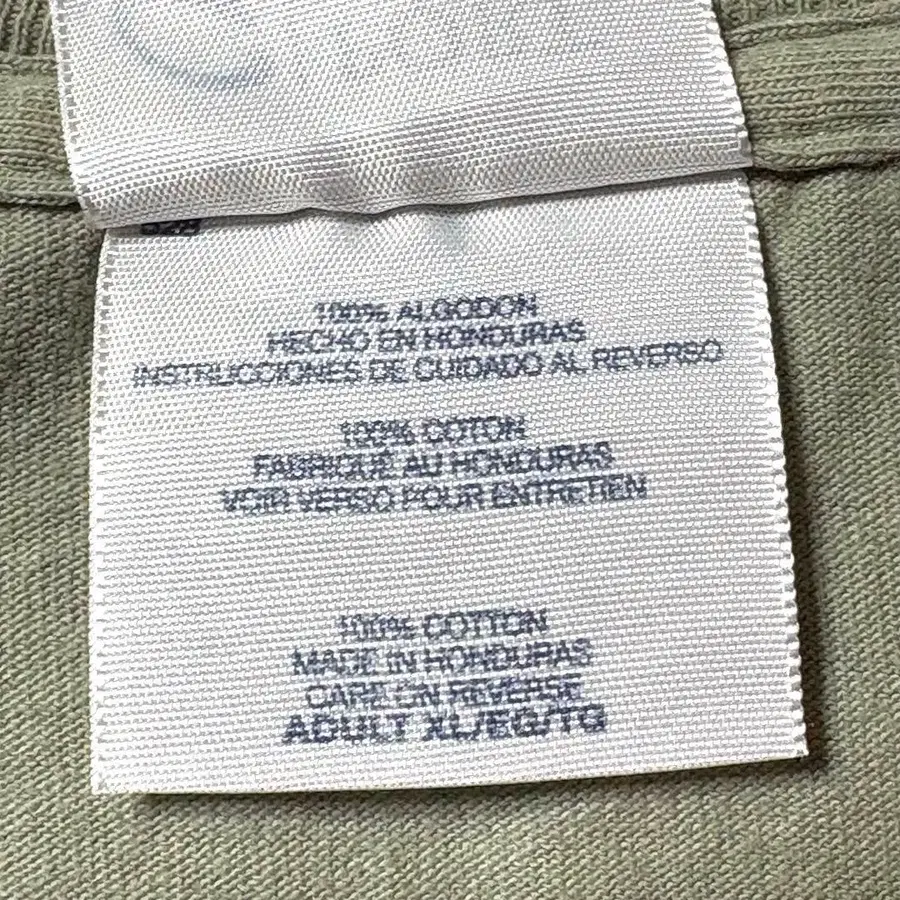 100% ALGODON
HECHO EN HONDURAS
INSTRUCCIONES DE CUIDADO AL REVERSO
100% COTON
FABRIQUÉ AU HONDURAS
VOIR VERSO POUR ENTRETIEN
100% COTTON
MADE IN HONDURAS
CARE ON REVERSE
ADULT XL/EG/TG